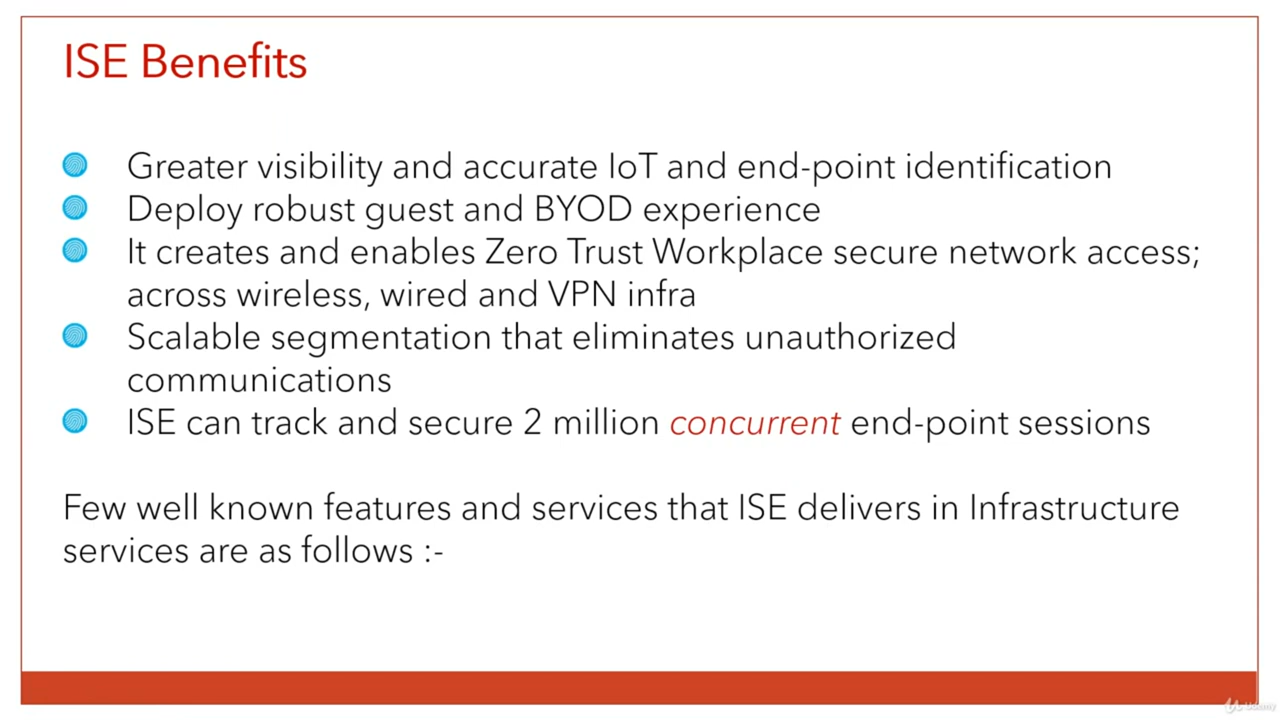 ISE Benefits
Greater visibility and accurate IoT and end-point identification
Deploy robust guest and BYOD experience
It creates and enables Zero Trust Workplace secure network access;
across wireless, wired and VPN infra
Scalable segmentation that eliminates unauthorized
communications
ISE can track and secure 2 million concurrent end-point sessions
Few well known features and services that ISE delivers in Infrastructure
services are as follows :-
Udemy